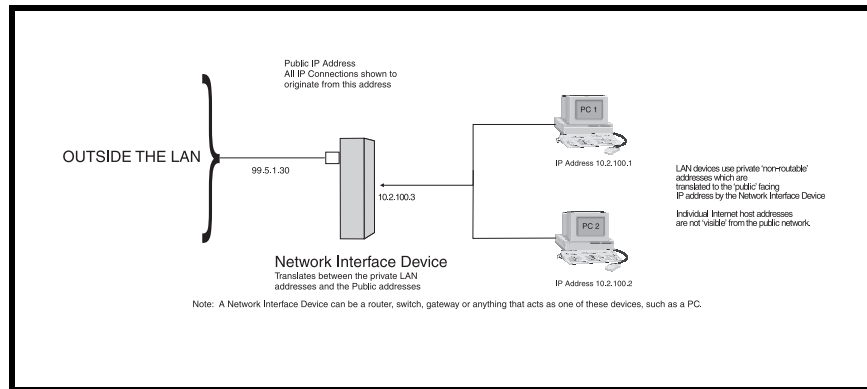 Public IP Address
All IP Connections shown to
originate from this address
OUTSIDE THE LAN
99.5.1.30
10.2.100.3
PC 1
IP Address 10.2.100.1
LAN devices use private 'non-routable'
addresses which are
translated to the 'public' facing
IP address by the Network Interface Device
Individual Internet host addresses
are not 'visible' from the public network.
PC 2
IP Address 10.2.100.2
Network Interface Device
Translates between the private LAN
addresses and the Public addresses
Note: A Network Interface Device can be a router, switch, gateway or anything that acts as one of these devices, such as a PC.